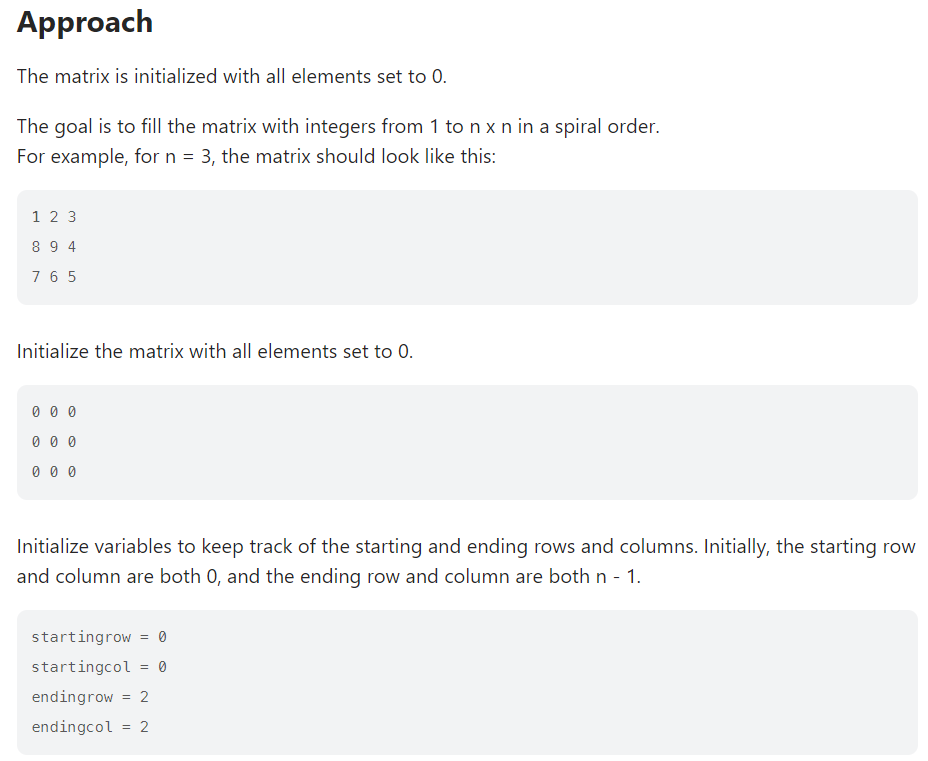 Approach
The matrix is initialized with all elements set to 0.
The goal is to fill the matrix with integers from 1 to n x n in a spiral order.
For example, for n = 3, the matrix should look like this:
1 2 3
8 9 4
7 6 5
Initialize the matrix with all elements set to 0.
0 0 0
0 0 0
0 0 0
Initialize variables to keep track of the starting and ending rows and columns. Initially, the starting row
and column are both 0, and the ending row and column are both n - 1.
startingrow = 0
startingcol = 0
endingrow = 2
endingcol = 2